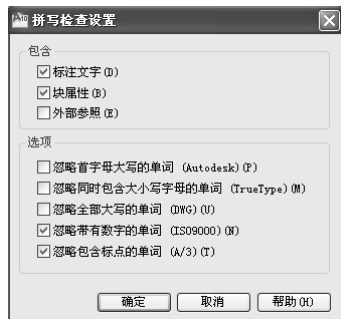 拼写检查设置
包含
标注文字(D)
块属性(B)
外部参照(E)
选项
忽略首字母大写的单词 (Autodesk)(P)
忽略同时包含大小写字母的单词 (TrueType)(M)
忽略全部大写的单词 (DWG)(U)
忽略带有数字的单词 (ISO9000)(N)
忽略包含标点的单词 (A/3)(T)
确定 取消 帮助(H)